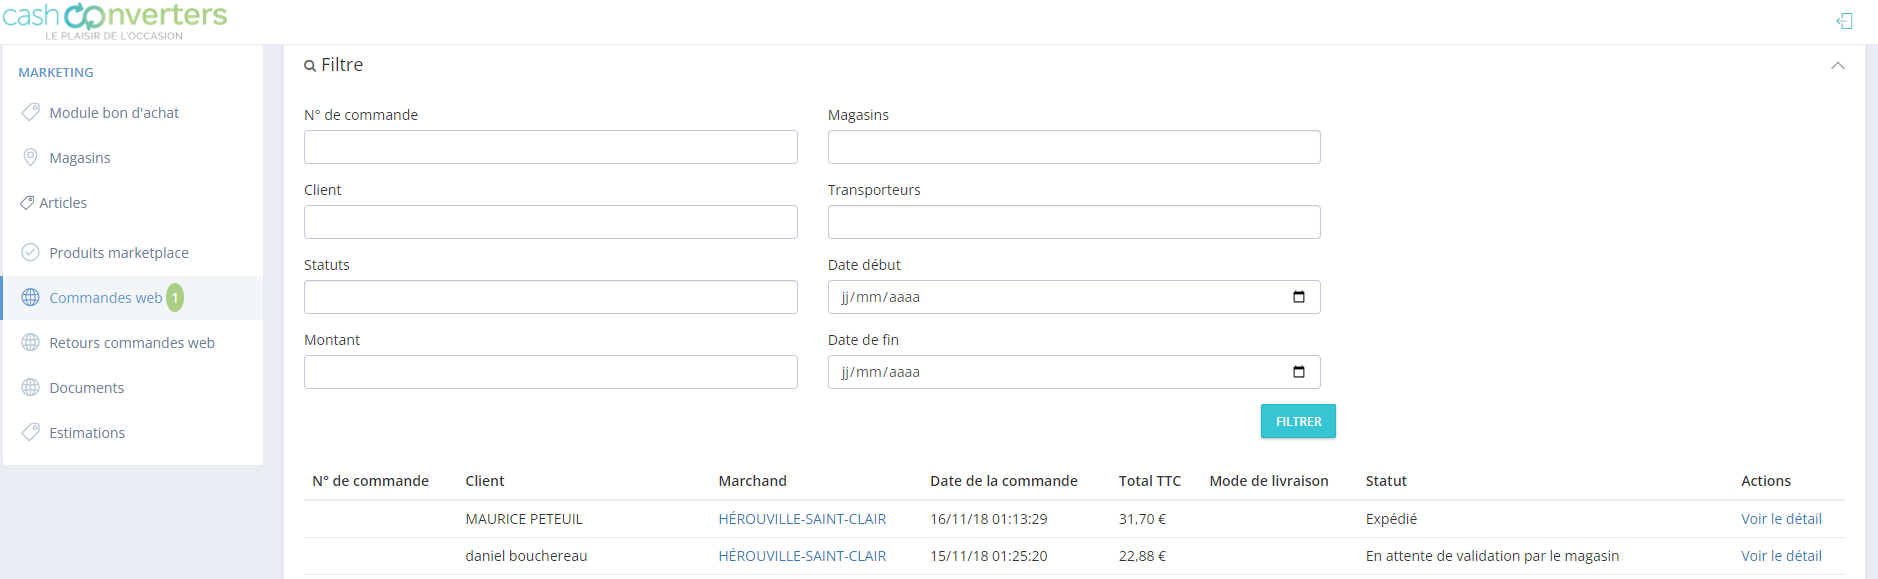 cash converters
LE PLAISIR DE L'OCCASION
MARKETING
Module bon d'achat
Magasins
Articles
Produits marketplace
Commandes web 1
Retours commandes web
Documents
Estimations
Filtre
N° de commande
Magasins
Client
Transporteurs
Statuts
Date début
jj/mm/aaaa
Montant
Date de fin
jj/mm/aaaa
FILTRER
N° de commande Client Marchand Date de la commande Total TTC Mode de livraison Statut Actions
MAURICE PETEUIL HÉROUVILLE-SAINT-CLAIR 16/11/18 01:13:29 31,70 € Expédié Voir le détail
daniel bouchereau HÉROUVILLE-SAINT-CLAIR 15/11/18 01:25:20 22,88 € En attente de validation par le magasin Voir le détail